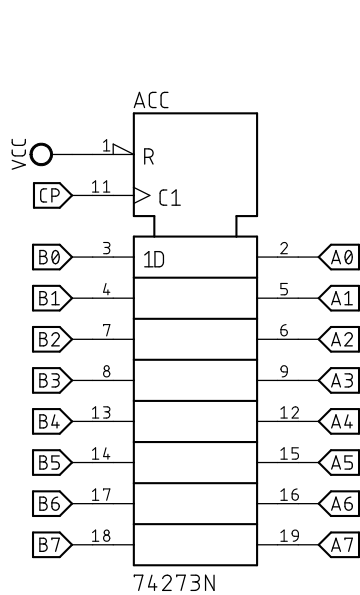 ACC
VCC 1 R
CP 11 C1
B0 3 1D 2 A0
B1 4 5 A1
B2 7 6 A2
B3 8 9 A3
B4 13 12 A4
B5 14 15 A5
B6 17 16 A6
B7 18 19 A7
74273N